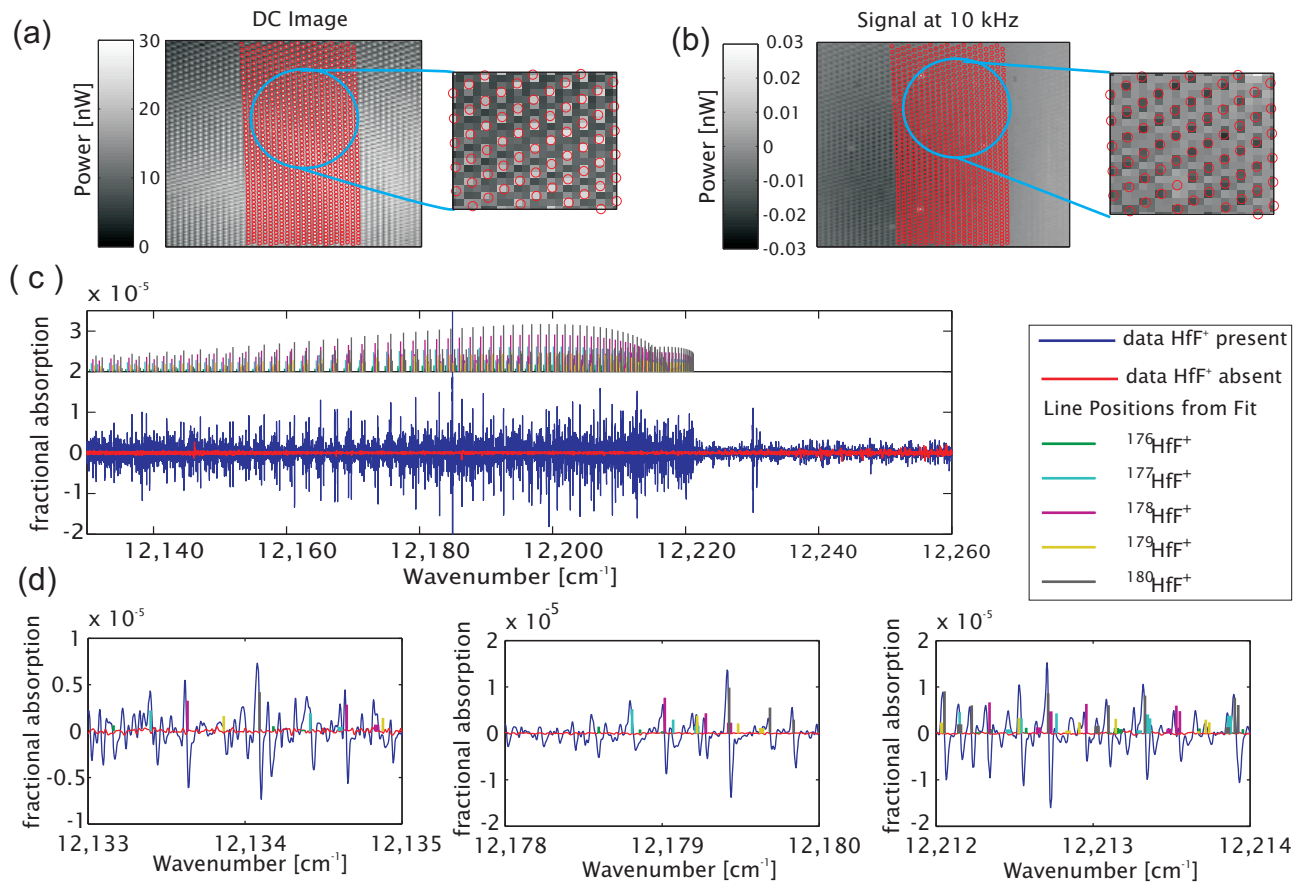 (a)
DC Image
Power [nW]
30
20
10
0
(b)
Signal at 10 kHz
Power [nW]
0.03
0.02
0.01
0
-0.01
-0.02
-0.03
( c )
x 10⁻⁵
fractional absorption
3
2
1
0
-1
-2
12,140
12,160
12,180
12,200
12,220
12,240
12,260
Wavenumber [cm⁻¹]
data HfF⁺ present
data HfF⁺ absent
Line Positions from Fit
¹⁷⁶HfF⁺
¹⁷⁷HfF⁺
¹⁷⁸HfF⁺
¹⁷⁹HfF⁺
¹⁸⁰HfF⁺
(d)
x 10⁻⁵
fractional absorption
1
0.5
0
-0.5
-1
12,133
12,134
12,135
Wavenumber [cm⁻¹]
x 10⁻⁵
fractional absorption
2
1
0
-1
-2
12,178
12,179
12,180
Wavenumber [cm⁻¹]
x 10⁻⁵
fractional absorption
2
1
0
-1
-2
12,212
12,213
12,214
Wavenumber [cm⁻¹]